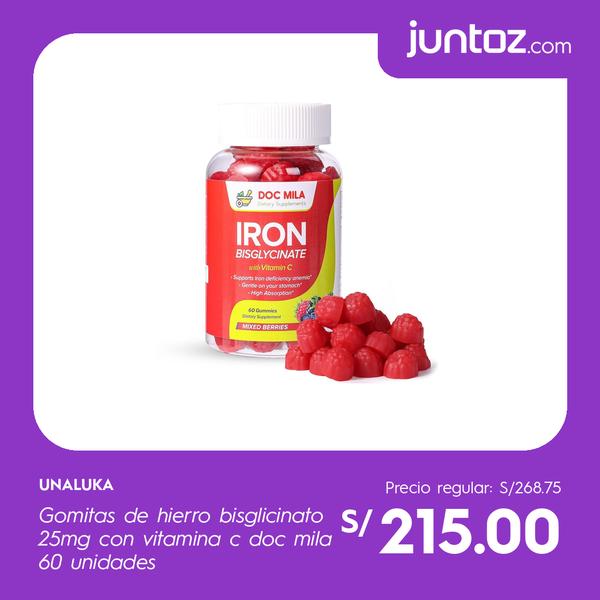 juntoz.com
DOC MILA
Dietary Supplements
IRON
BISGLYCINATE
with Vitamin C
- Supports iron deficiency anemia*
- Gentle on your stomach*
- High Absorption*
60 Gummies
Dietary Supplement
MIXED BERRIES
UNALUKA
Gomitas de hierro bisglicinato
25mg con vitamina c doc mila
60 unidades
Precio regular: S/268.75
S/ 215.00